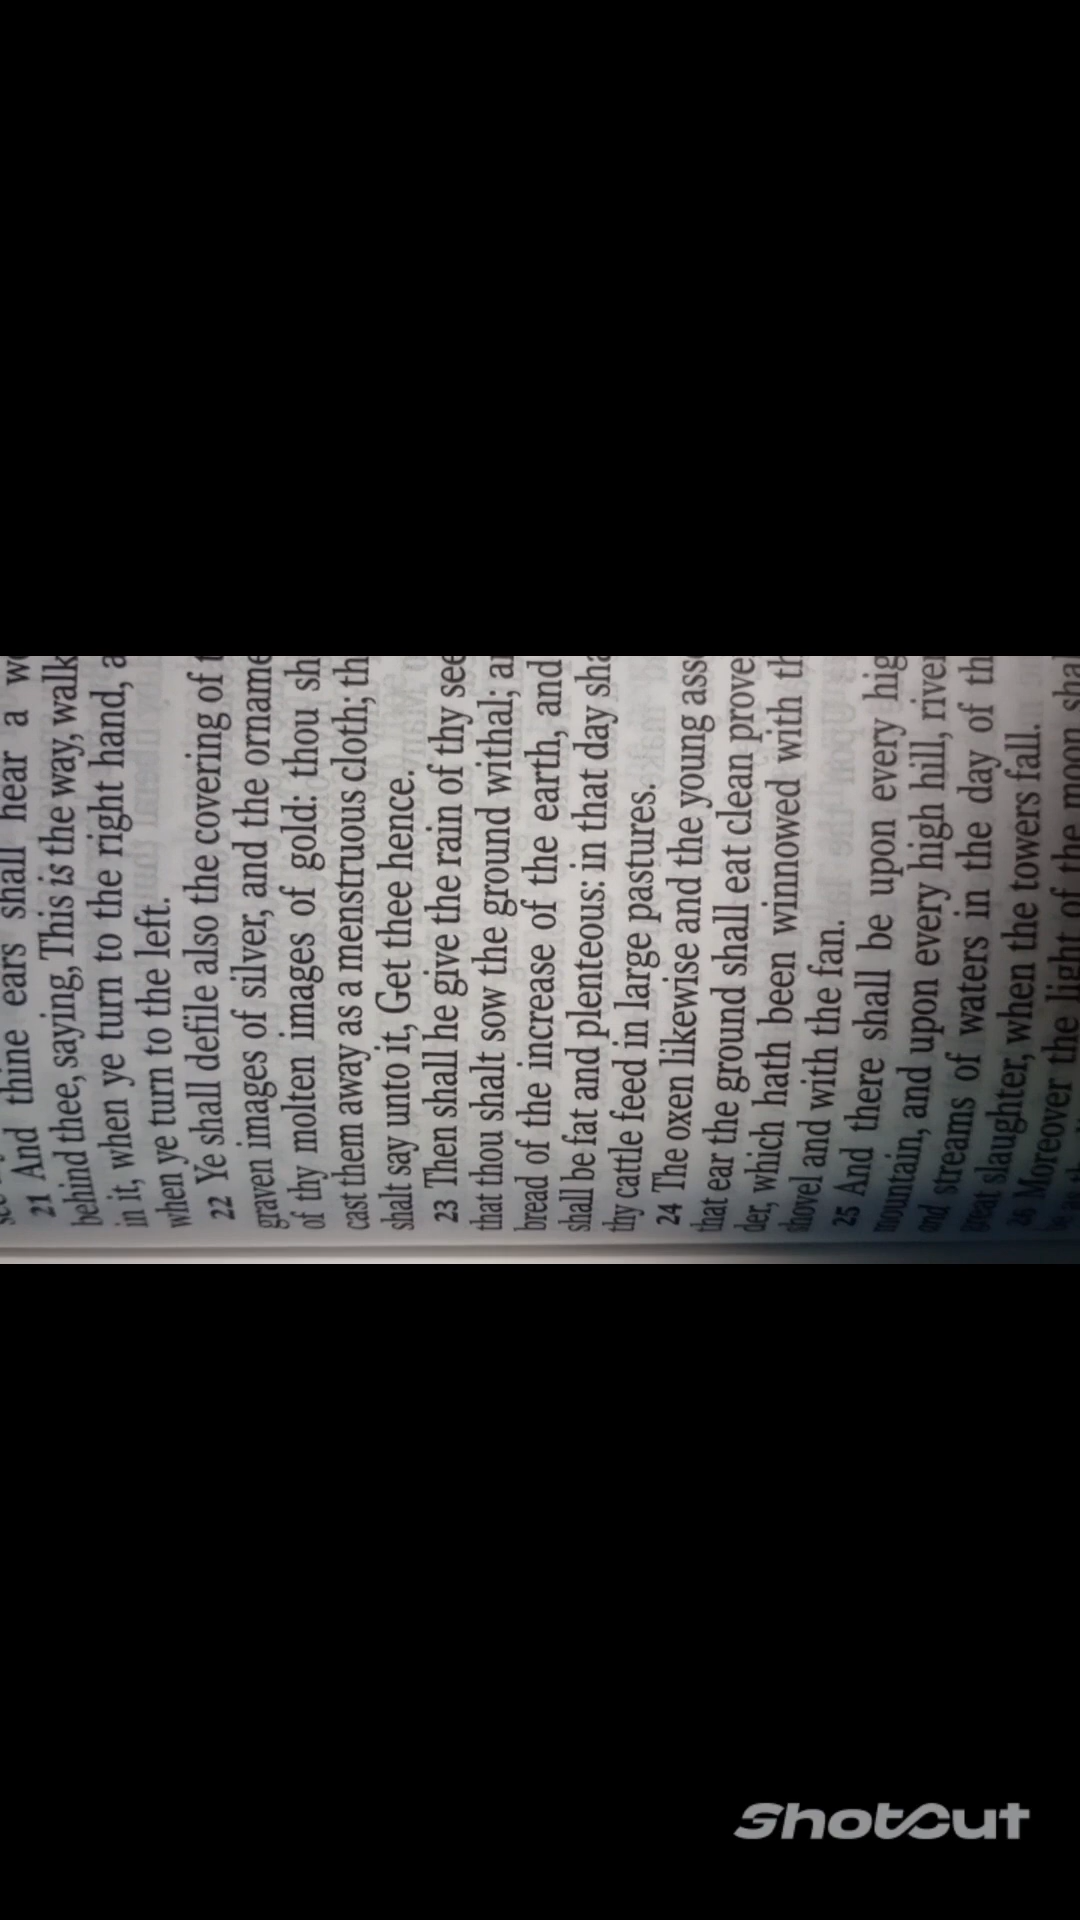 21 And thine ears shall hear a
behind thee, saying, This is the way, walk
in it, when ye turn to the right hand, a
when ye turn to the left.
22 Ye shall defile also the covering of t
graven images of silver, and the orname
of thy molten images of gold: thou sh
cast them away as a menstruous cloth; th
shalt say unto it, Get thee hence.
23 Then shall he give the rain of thy see
that thou shalt sow the ground withal; a
bread of the increase of the earth, and
shall be fat and plenteous: in that day sha
thy cattle feed in large pastures.
24 The oxen likewise and the young ass
that ear the ground shall eat clean prove
der, which hath been winnowed with th
shovel and with the fan.
25 And there shall be upon every hig
mountain, and upon every high hill, river
and streams of waters in the day of th
great slaughter, when the towers fall.
26 Moreover the light of the moon sha
ShotCut